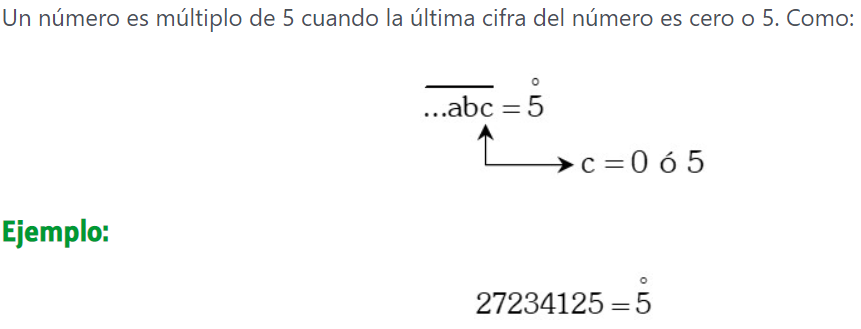 Un número es múltiplo de 5 cuando la última cifra del número es cero o 5. Como:
...abc = 5
c = 0 ó 5
Ejemplo:
27234125 = 5